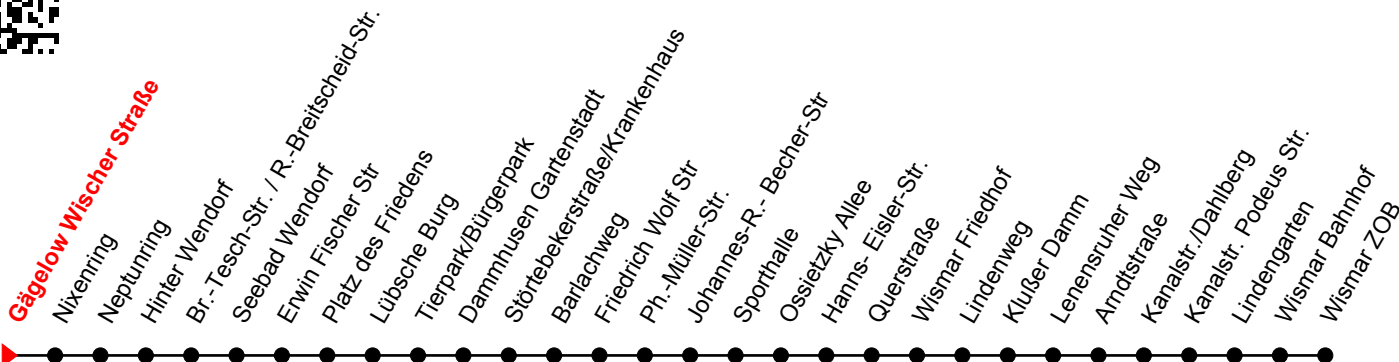 Gägelow Wischer Straße
Nixenring
Neptunring
Hinter Wendorf
Br.-Tesch-Str. / R.-Breitscheid-Str.
Seebad Wendorf
Erwin Fischer Str
Platz des Friedens
Lübsche Burg
Tierpark/Bürgerpark
Dammhusen Gartenstadt
Störtebekerstraße/Krankenhaus
Barlachweg
Friedrich Wolf Str
Ph.-Müller-Str.
Johannes-R.- Becher-Str
Sporthalle
Ossietzky Allee
Hanns- Eisler-Str.
Querstraße
Wismar Friedhof
Lindenweg
Klußer Damm
Lenensruher Weg
Arndtstraße
Kanalstr./Dahlberg
Kanalstr. Podeus Str.
Lindengarten
Wismar Bahnhof
Wismar ZOB